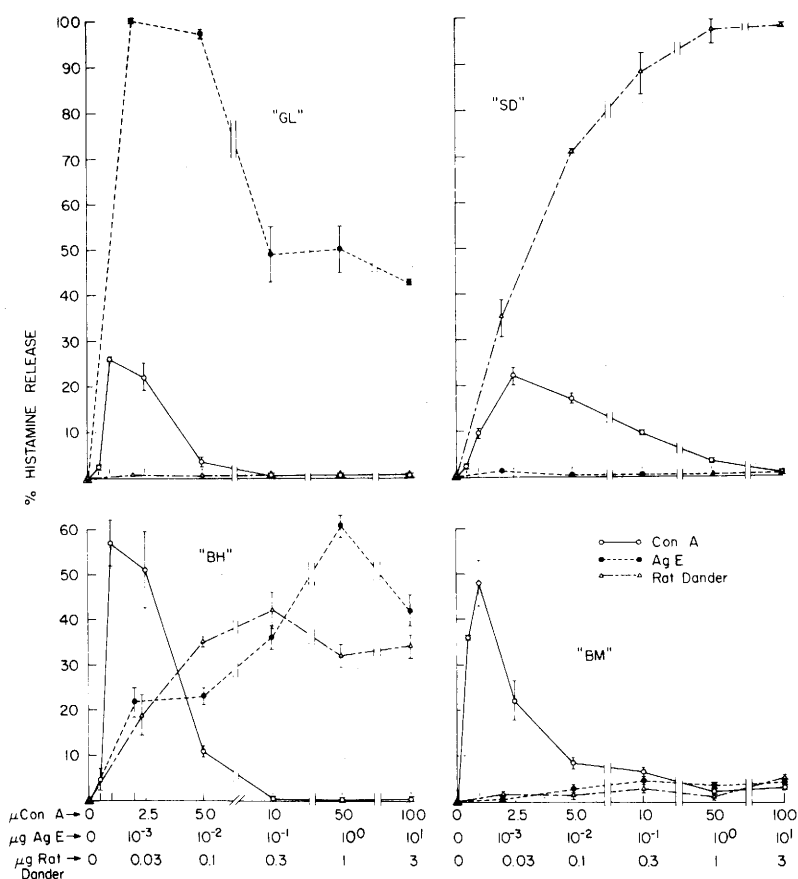 100
90
80
70
60
50
40
30
20
10
% HISTAMINE RELEASE
"GL"
"SD"
60
50
40
30
20
10
"BH"
"BM"
Con A
Ag E
Rat Dander
μCon A → 0 2.5 5.0 10 50 100 0 2.5 5.0 10 50 100
μg Ag E → 0 10⁻³ 10⁻² 10⁻¹ 10⁰ 10¹ 0 10⁻³ 10⁻² 10⁻¹ 10⁰ 10¹
μg Rat → 0 0.03 0.1 0.3 1 3 0 0.03 0.1 0.3 1 3
Dander